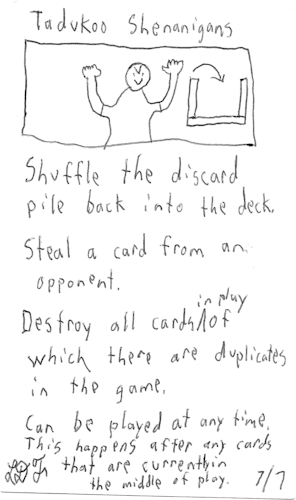 Tadukoo Shenanigans
Shuffle the discard
pile back into the deck.
Steal a card from an
opponent.
Destroy all cards in play of
which there are duplicates
in the game.
Can be played at any time.
This happens after any cards
that are currently in
the middle of play. 7/7